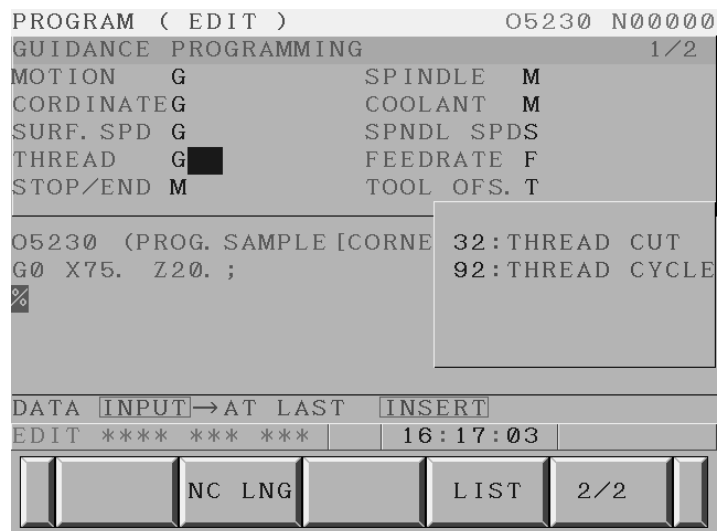 PROGRAM ( EDIT ) O5230 N00000
GUIDANCE PROGRAMMING 1/2
MOTION G SPINDLE M
CORDINATE G COOLANT M
SURF. SPD G SPNDL SPD S
THREAD G FEEDRATE F
STOP/END M TOOL OFS. T
O5230 (PROG. SAMPLE [CORNE
G0 X75. Z20. ;
%
32:THREAD CUT
92:THREAD CYCLE
DATA INPUT→AT LAST INSERT
EDIT **** *** *** 16:17:03
NC LNG LIST 2/2